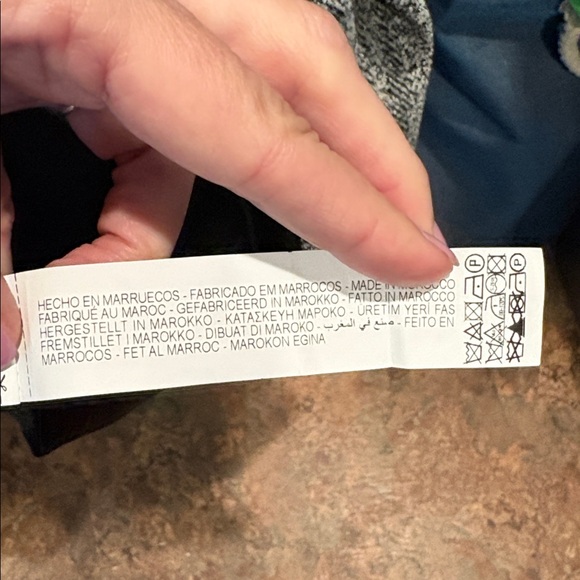 HECHO EN MARRUECOS - FABRICADO EM MARROCOS - MADE IN MOROCCO
FABRIQUÉ AU MAROC - GEFABRICEERD IN MAROKKO - FATTO IN MAROCCO
HERGESTELLT IN MAROKKO - ΚΑΤΑΣΚΕΥΗ ΜΑΡΟΚΟ - ÜRETIM YERİ FAS
FREMSTILLET I MAROKKO - DIBUAT DI MAROKO - صنع في المغرب - FEITO EN
MARROCOS - FET AL MARROC - MAROKON EGINA